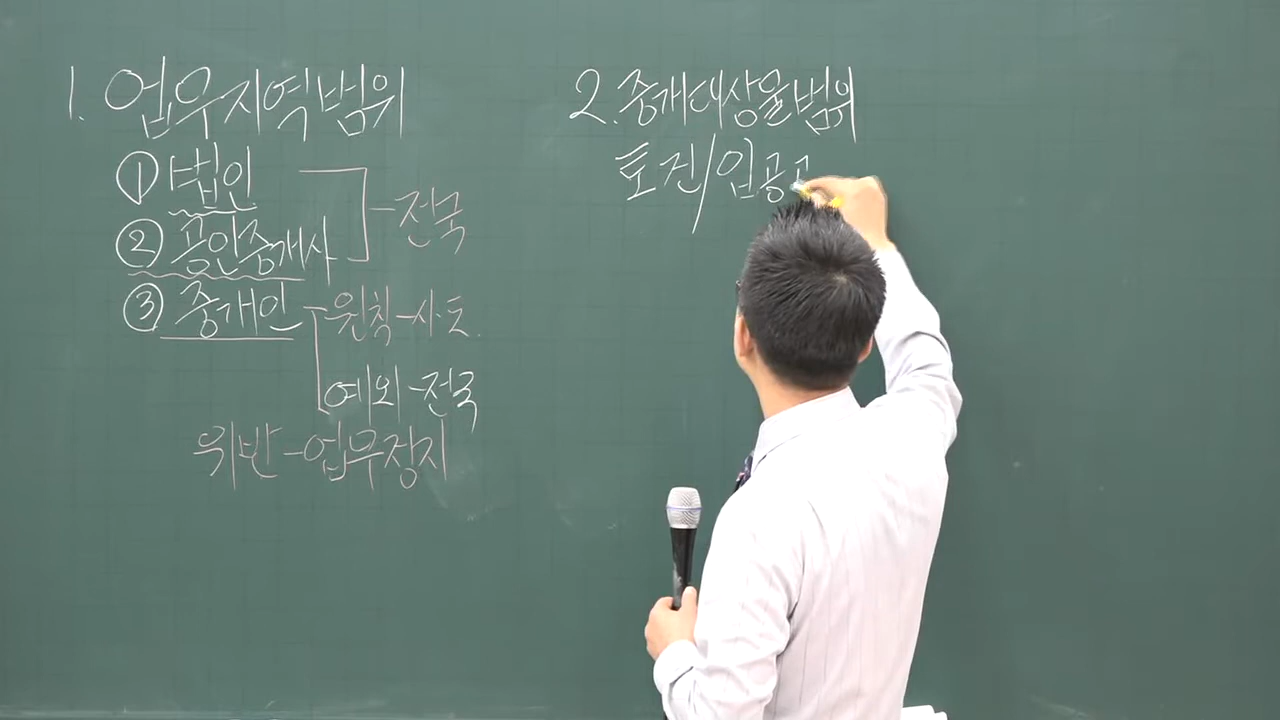 1. 업무지역범위
① 법인
② 공인중개사
- 전국
③ 중개인 - 원칙 - 사·도.
예외 - 전국
위반 - 업무정지
2. 중개대상물범위
토건/입공